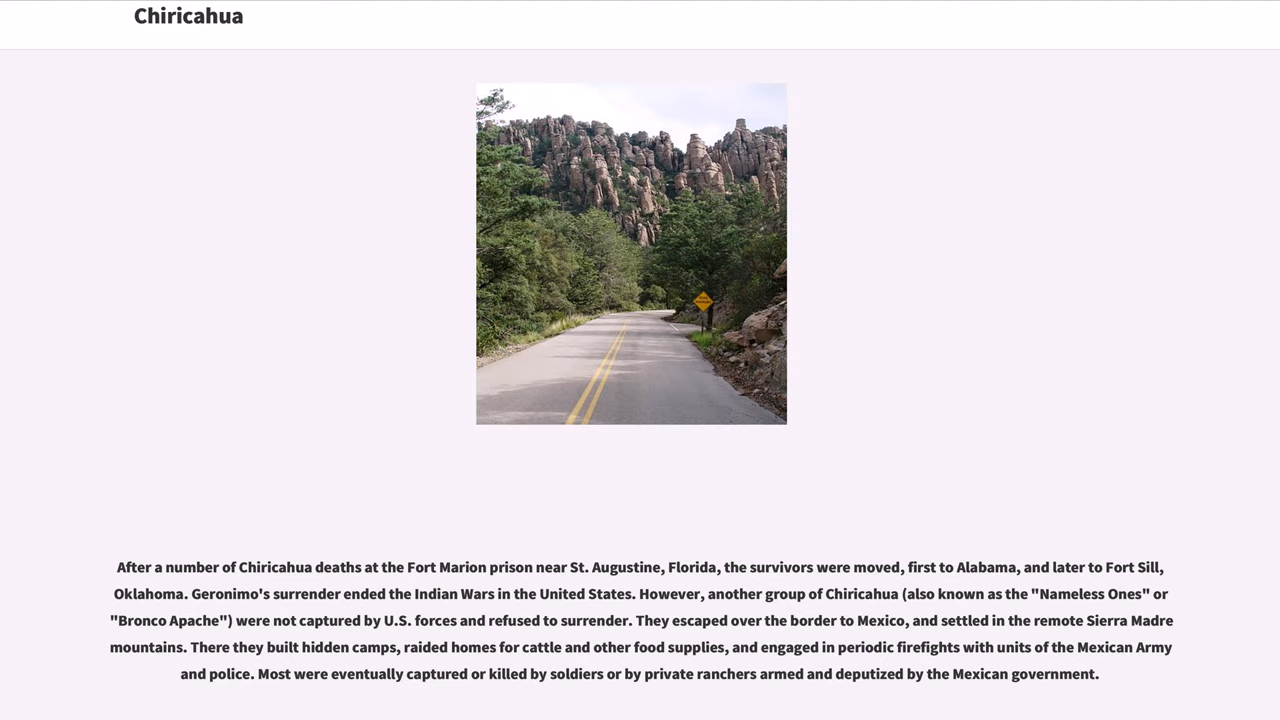 Chiricahua
After a number of Chiricahua deaths at the Fort Marion prison near St. Augustine, Florida, the survivors were moved, first to Alabama, and later to Fort Sill,
Oklahoma. Geronimo's surrender ended the Indian Wars in the United States. However, another group of Chiricahua (also known as the "Nameless Ones" or
"Bronco Apache") were not captured by U.S. forces and refused to surrender. They escaped over the border to Mexico, and settled in the remote Sierra Madre
mountains. There they built hidden camps, raided homes for cattle and other food supplies, and engaged in periodic firefights with units of the Mexican Army
and police. Most were eventually captured or killed by soldiers or by private ranchers armed and deputized by the Mexican government.